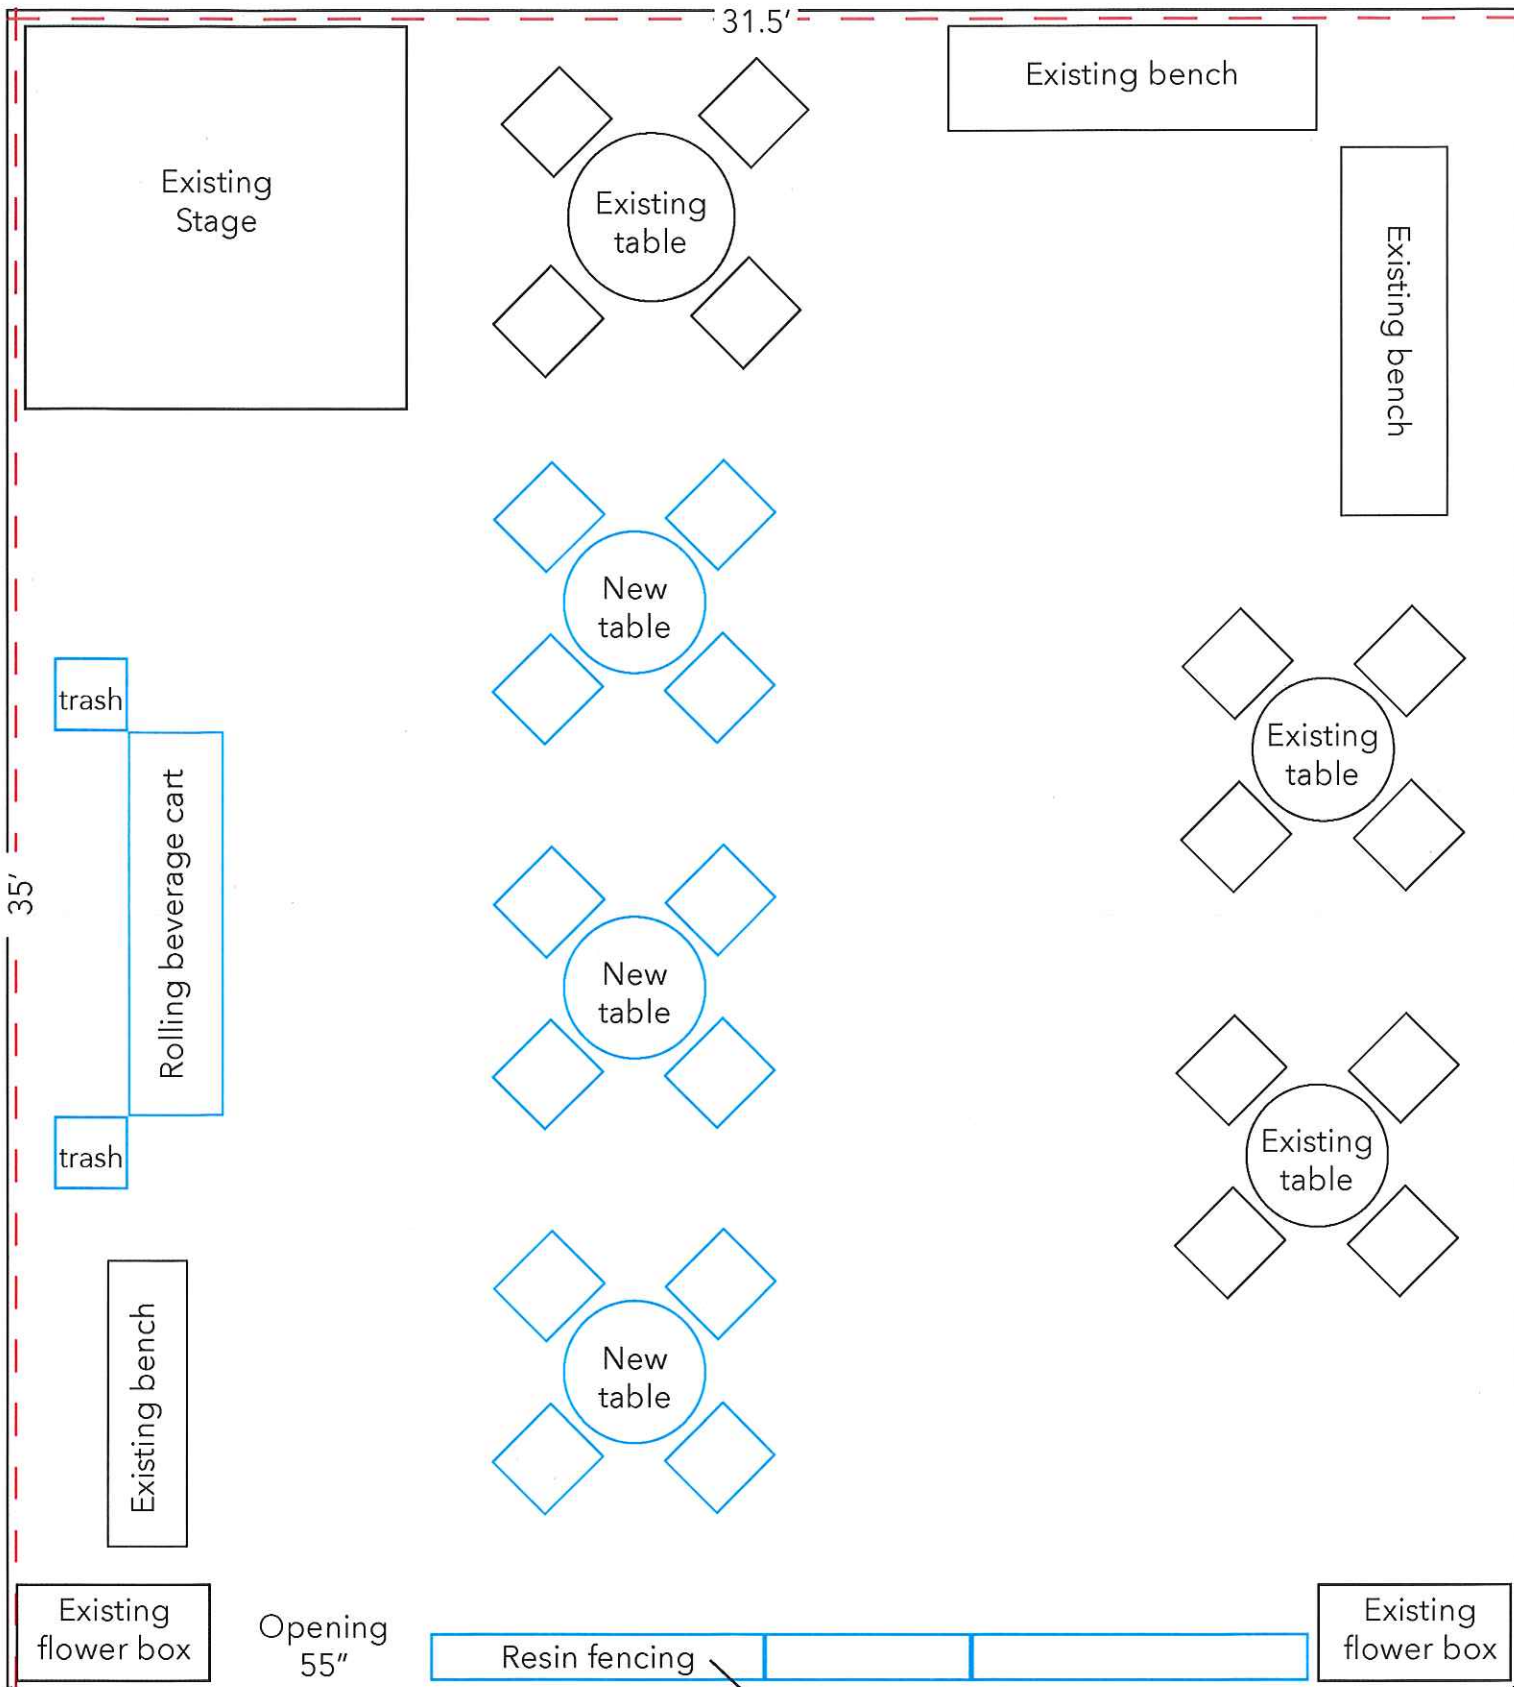 31.5’
Existing bench
Existing
Stage
Existing
table
Existing bench
New
table
trash
Existing
table
Rolling beverage cart
35’
New
table
trash
Existing
table
Existing bench
New
table
Existing
flower box
Opening
55”
Resin fencing
Existing
flower box